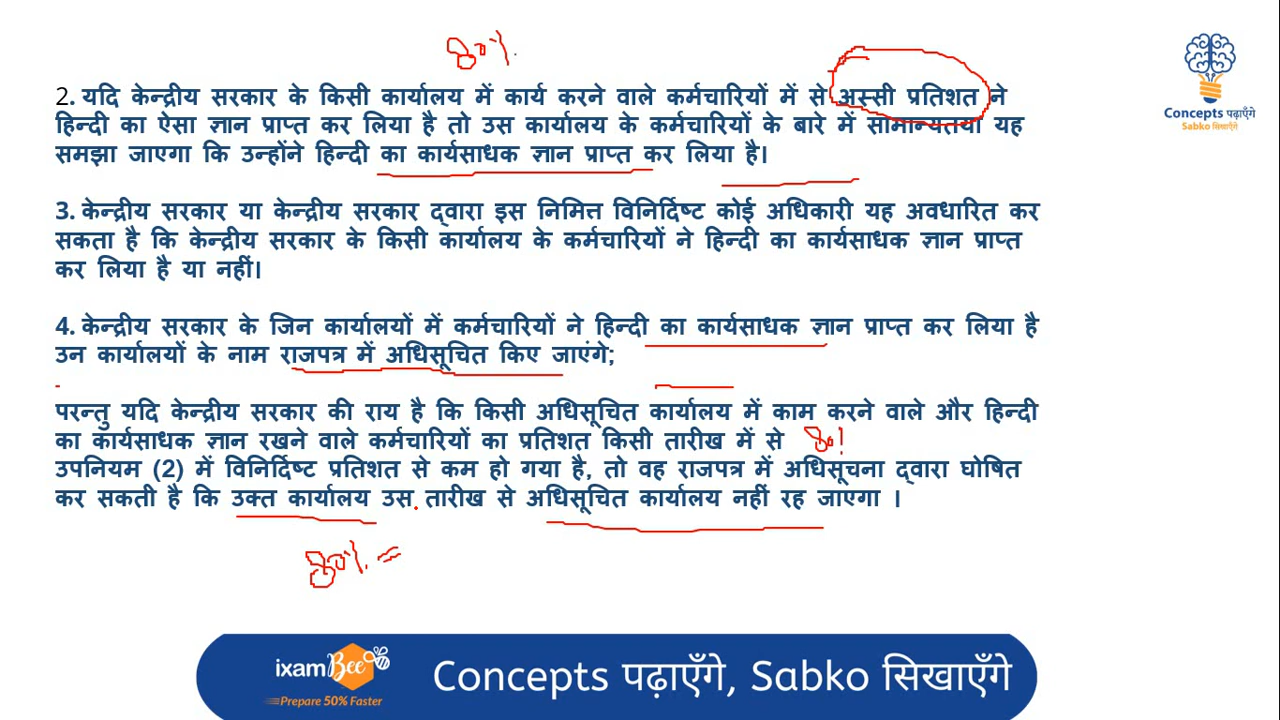 80%
2. यदि केन्द्रीय सरकार के किसी कार्यालय में कार्य करने वाले कर्मचारियों में से अस्सी प्रतिशत ने
हिन्दी का ऐसा ज्ञान प्राप्त कर लिया है तो उस कार्यालय के कर्मचारियों के बारे में सामान्यतया यह
समझा जाएगा कि उन्होंने हिन्दी का कार्यसाधक ज्ञान प्राप्त कर लिया है।
Concepts पढ़ाएँगे
Sabko सिखाएँगे
3. केन्द्रीय सरकार या केन्द्रीय सरकार द्वारा इस निमित्त विनिर्दिष्ट कोई अधिकारी यह अवधारित कर
सकता है कि केन्द्रीय सरकार के किसी कार्यालय के कर्मचारियों ने हिन्दी का कार्यसाधक ज्ञान प्राप्त
कर लिया है या नहीं।
4. केन्द्रीय सरकार के जिन कार्यालयों में कर्मचारियों ने हिन्दी का कार्यसाधक ज्ञान प्राप्त कर लिया है
उन कार्यालयों के नाम राजपत्र में अधिसूचित किए जाएंगे;
परन्तु यदि केन्द्रीय सरकार की राय है कि किसी अधिसूचित कार्यालय में काम करने वाले और हिन्दी
का कार्यसाधक ज्ञान रखने वाले कर्मचारियों का प्रतिशत किसी तारीख में से
उपनियम (2) में विनिर्दिष्ट प्रतिशत से कम हो गया है, तो वह राजपत्र में अधिसूचना द्वारा घोषित
कर सकती है कि उक्त कार्यालय उस तारीख से अधिसूचित कार्यालय नहीं रह जाएगा ।
80% =
ixamBee
Prepare 50% Faster
Concepts पढ़ाएँगे, Sabko सिखाएँगे